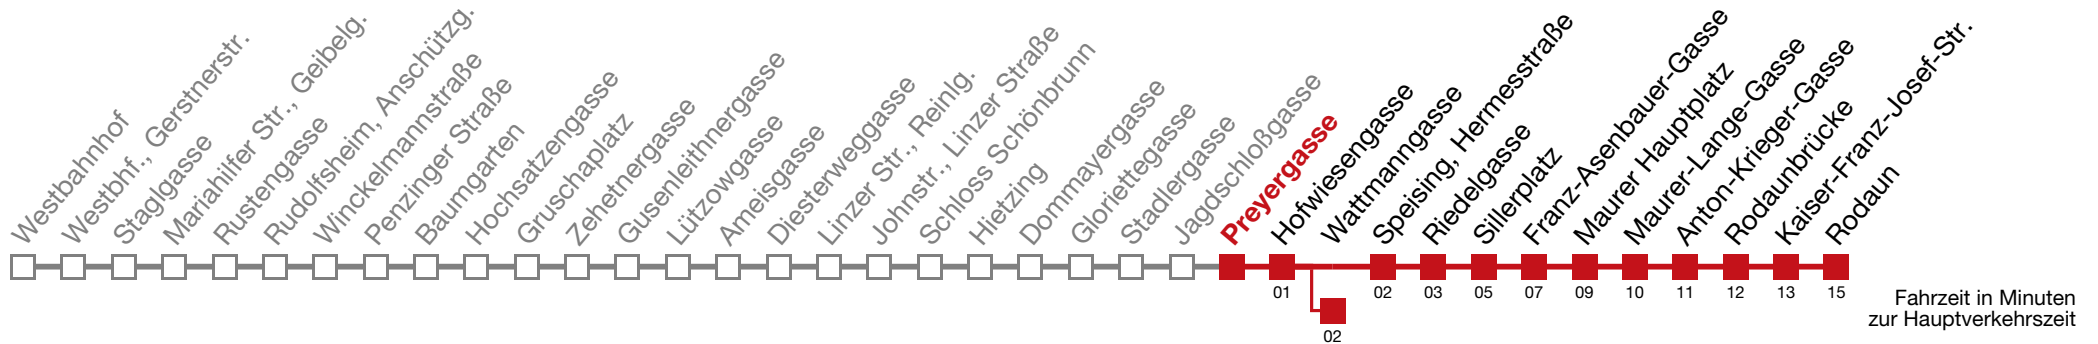 Westbahnhof
Westbhf., Gerstnerstr.
Staglgasse
Mariahilfer Str., Geibelg.
Rustengasse
Rudolfsheim, Anschützg.
Winckelmannstraße
Penzinger Straße
Baumgarten
Hochsatzengasse
Gruschaplatz
Zehetnergasse
Gusenleithnergasse
Lützowgasse
Ameisgasse
Diesterweggasse
Linzer Str., Reinlg.
Johnstr., Linzer Straße
Schloss Schönbrunn
Hietzing
Dommayergasse
Gloriettegasse
Stadlergasse
Jagdschloßgasse
Preyergasse
Hofwiesengasse
Wattmanngasse
Speising, Hermesstraße
Riedelgasse
Sillerplatz
Franz-Asenbauer-Gasse
Maurer Hauptplatz
Maurer-Lange-Gasse
Anton-Krieger-Gasse
Rodaunbrücke
Kaiser-Franz-Josef-Str.
Rodaun
01 02 03 05 07 09 10 11 12 13 15
02
Fahrzeit in Minuten
zur Hauptverkehrszeit